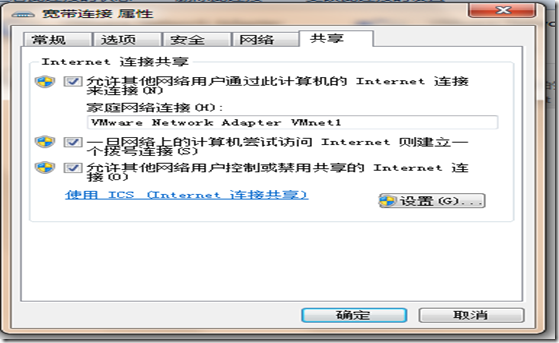 宽带连接 属性
常规 选项 安全 网络 共享
Internet 连接共享
允许其他网络用户通过此计算机的 Internet 连接
来连接(N)
家庭网络连接(H):
VMware Network Adapter VMnet1
一旦网络上的计算机尝试访问 Internet 则建立一
个拨号连接(S)
允许其他网络用户控制或禁用共享的 Internet 连
接(O)
使用 ICS (Internet 连接共享)
设置(G)...
确定 取消